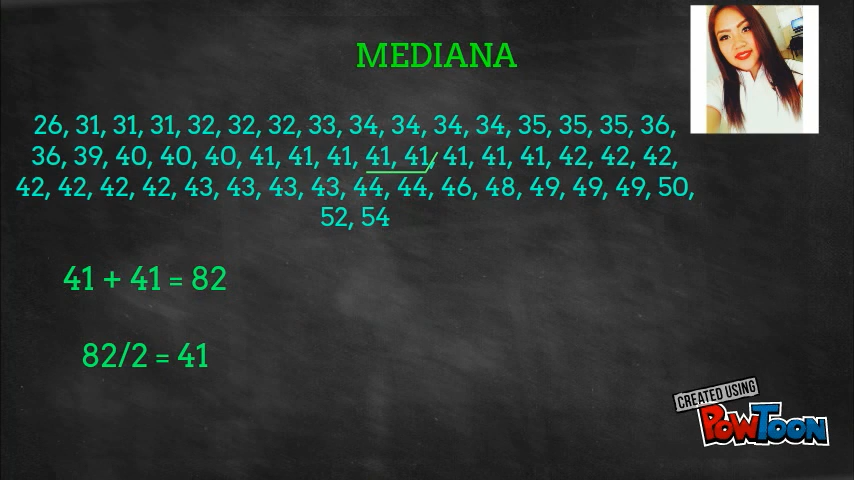 MEDIANA
26, 31, 31, 31, 32, 32, 32, 33, 34, 34, 34, 34, 35, 35, 35, 36,
36, 39, 40, 40, 40, 41, 41, 41, 41, 41, 41, 41, 41, 42, 42, 42,
42, 42, 42, 42, 43, 43, 43, 43, 44, 44, 46, 48, 49, 49, 49, 50,
52, 54
41 + 41 = 82
82/2 = 41
CREATED USING
POWTOON